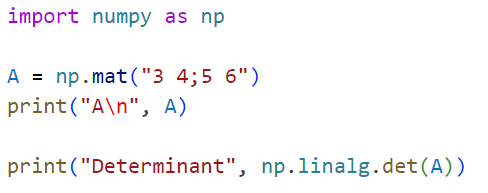 import numpy as np
A = np.mat("3 4;5 6")
print("A\n", A)
print("Determinant", np.linalg.det(A))